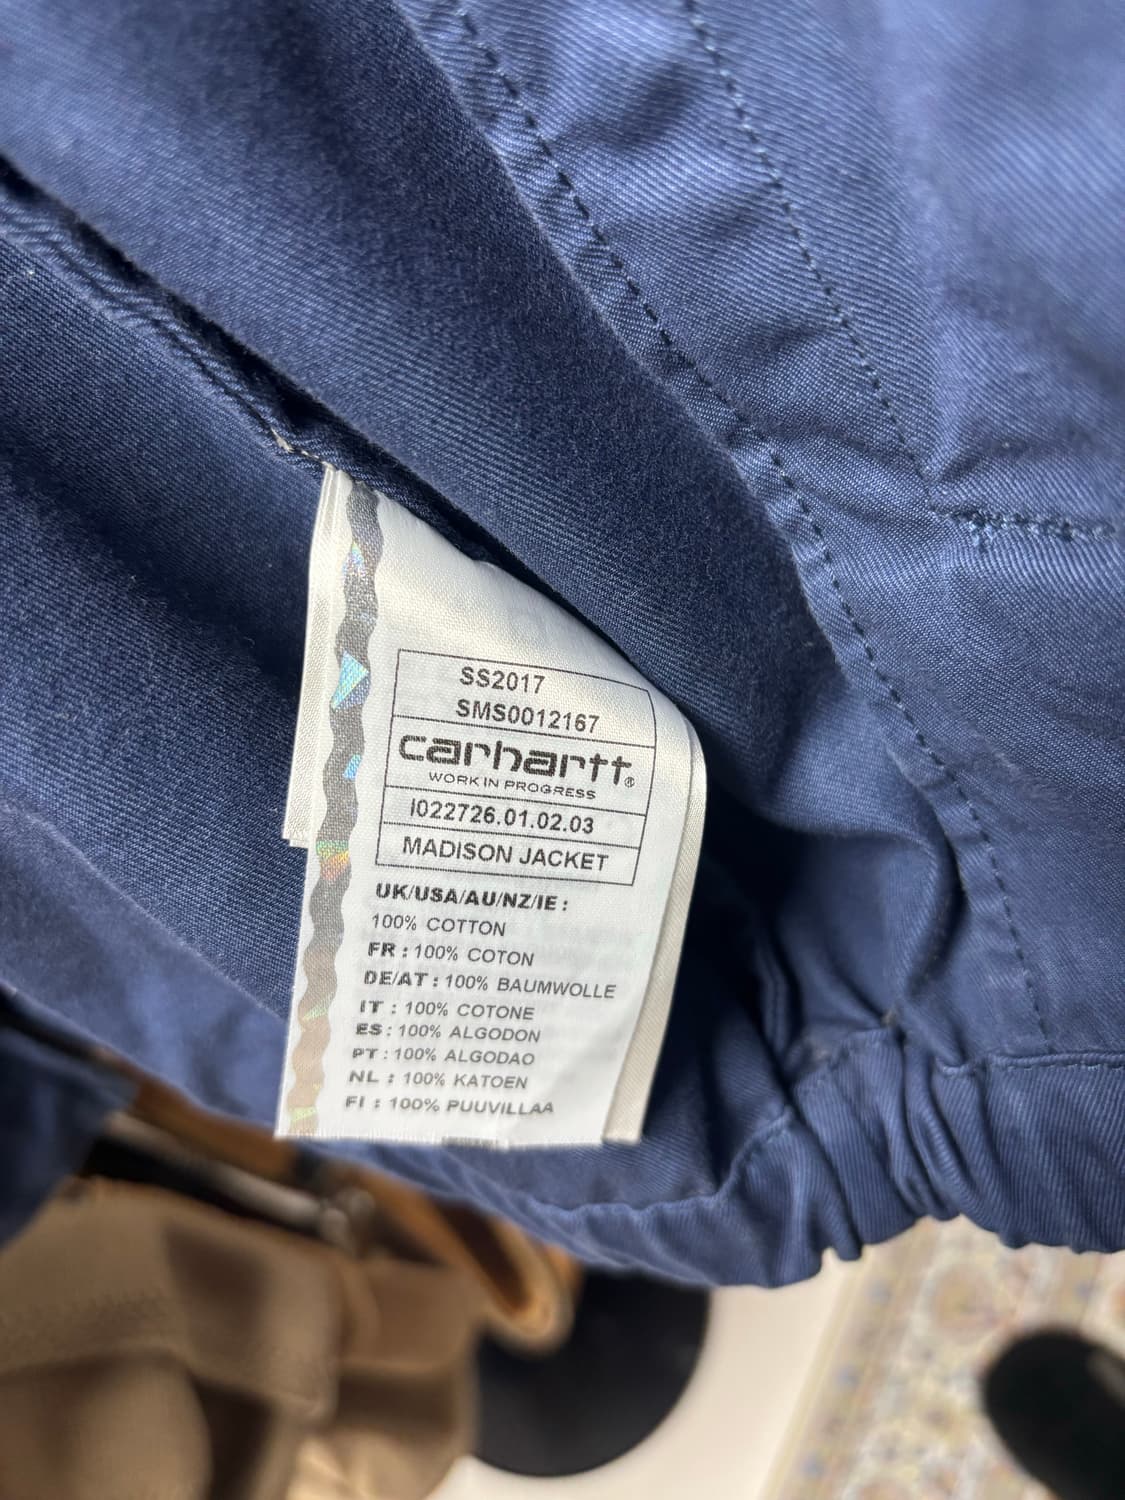 SS2017
SMS0012167
carhartt®
WORK IN PROGRESS
I022726.01.02.03
MADISON JACKET
UK/USA/AU/NZ/IE :
100% COTTON
FR : 100% COTON
DE/AT : 100% BAUMWOLLE
IT : 100% COTONE
ES : 100% ALGODON
PT : 100% ALGODAO
NL : 100% KATOEN
FI : 100% PUUVILLAA